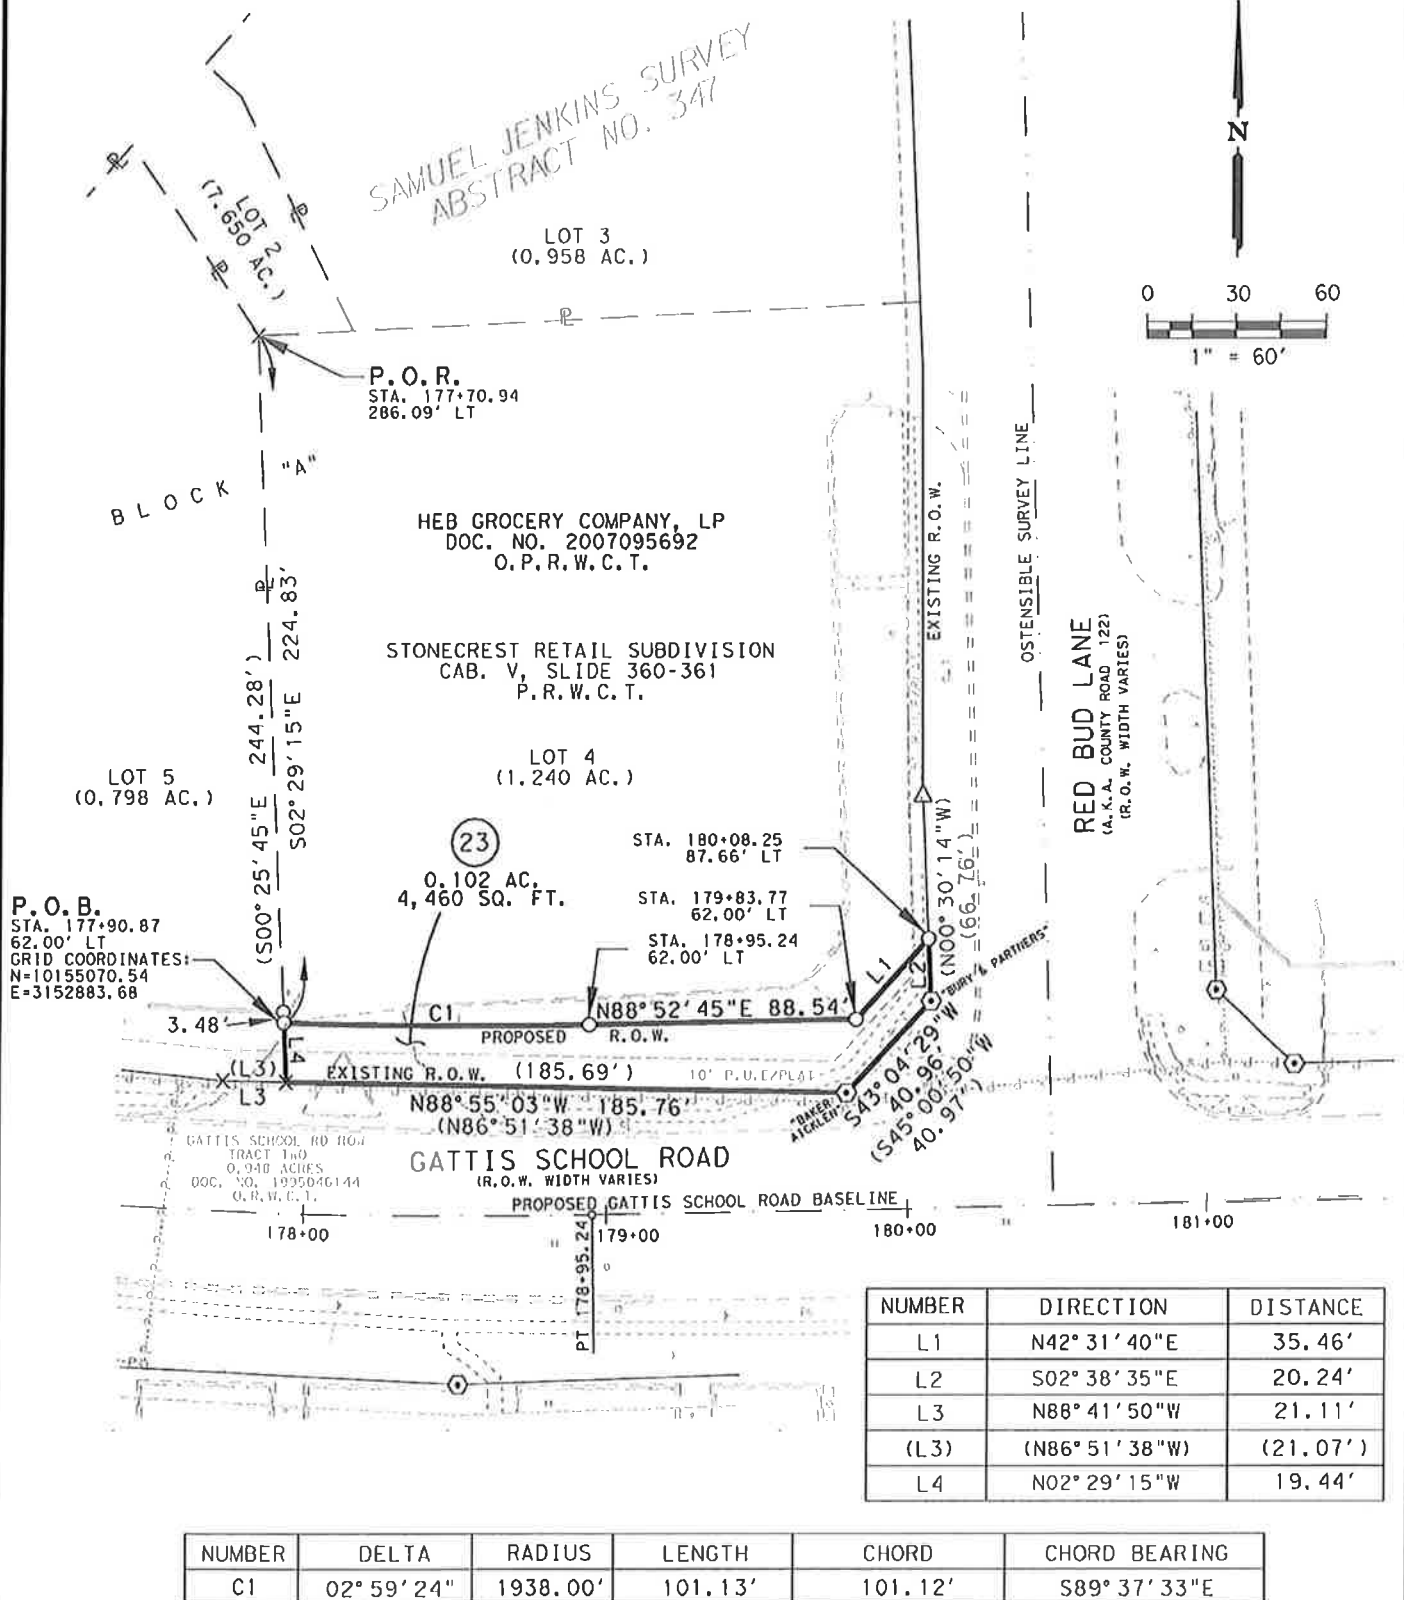 SAMUEL JENKINS SURVEY
ABSTRACT NO. 347
N
LOT 2
(7.650 AC.)
LOT 3
(0.958 AC.)
0 30 60
1" = 60'
P.O.R.
STA. 177+70.94
286.09' LT
BLOCK "A"
HEB GROCERY COMPANY, LP
DOC. NO. 2007095692
O.P.R.W.C.T.
STONECREST RETAIL SUBDIVISION
CAB. V, SLIDE 360-361
P.R.W.C.T.
EXISTING R.O.W.
OSTENSIBLE SURVEY LINE
RED BUD LANE
(A.K.A. COUNTY ROAD 122)
(R.O.W. WIDTH VARIES)
(S00°25'45"E 244.28')
S02°29'15"E 224.83'
LOT 5
(0.798 AC.)
LOT 4
(1.240 AC.)
23
0.102 AC.
4,460 SQ. FT.
STA. 180+08.25
87.66' LT
STA. 179+83.77
62.00' LT
STA. 178+95.24
62.00' LT
(N00°30'14"W)
(66.76')
P.O.B.
STA. 177+90.87
62.00' LT
GRID COORDINATES:
N=10155070.54
E=3152883.68
3.48'
C1
N88°52'45"E 88.54'
L1
L2
"BURY & PARTNERS"
PROPOSED R.O.W.
L4
(L3)
L3
EXISTING R.O.W. (185.69')
10' P.U.E/PLAT
N88°55'03"W 185.76'
(N86°51'38"W)
"BAKER
AICKLEN"
S43°04'29"W
40.96'
(S45°00'50"W
40.97')
GATTIS SCHOOL RD ROW
0.940 ACRES
DOC. NO. 1995046144
O.R.W.C.T.
GATTIS SCHOOL ROAD
(R.O.W. WIDTH VARIES)
PROPOSED GATTIS SCHOOL ROAD BASELINE
178+00
179+00
180+00
181+00
PT 178+95.24
NUMBER DIRECTION DISTANCE
L1 N42°31'40"E 35.46'
L2 S02°38'35"E 20.24'
L3 N88°41'50"W 21.11'
(L3) (N86°51'38"W) (21.07')
L4 N02°29'15"W 19.44'
NUMBER DELTA RADIUS LENGTH CHORD CHORD BEARING
C1 02°59'24" 1938.00' 101.13' 101.12' S89°37'33"E